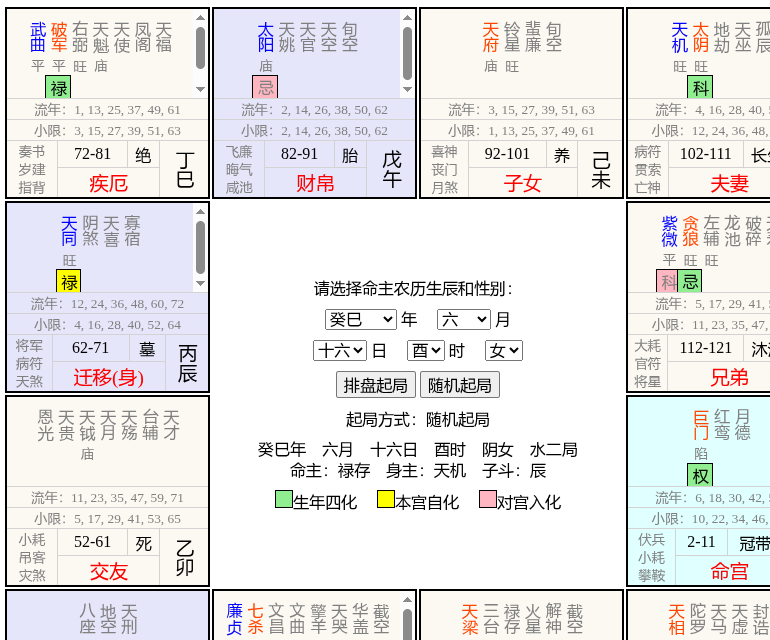 武曲 破军 右弼 天魁 天使 凤阁 天福
平 平 旺 庙
禄
流年：1, 13, 25, 37, 49, 61
小限：3, 15, 27, 39, 51, 63
奏书 岁建 指背
72-81 绝
疾厄
丁巳
太阳 天姚 天官 天空 旬空
庙
忌
流年：2, 14, 26, 38, 50, 62
小限：2, 14, 26, 38, 50, 62
飞廉 晦气 咸池
82-91 胎
财帛
戊午
天府 铃星 蜚廉 旬空
庙 旺
流年：3, 15, 27, 39, 51, 63
小限：1, 13, 25, 37, 49, 61
喜神 丧门 月煞
92-101 养
子女
己未
天机 太阴 地劫 天巫 孤
旺 旺
科
流年：4, 16, 28, 40,
小限：12, 24, 36, 48,
病符 贯索 亡神
102-111 长
夫妻
天同 阴煞 天喜 寡宿
旺
禄
流年：12, 24, 36, 48, 60, 72
小限：4, 16, 28, 40, 52, 64
将军 病符 天煞
62-71 墓
迁移(身)
丙辰
紫微 贪狼 左辅 龙池 破碎
平 旺 旺
科 忌
流年：5, 17, 29, 41,
小限：11, 23, 35, 47,
大耗 官符 将星
112-121 沐
兄弟
请选择命主农历生辰和性别：
癸巳 年 六 月
十六 日 酉 时 女
排盘起局 随机起局
起局方式：随机起局
癸巳年 六月 十六日 酉时 阴女 水二局
命主：禄存 身主：天机 子斗：辰
生年四化 本宫自化 对宫入化
恩光 天贵 天钺 天月 天殇 台辅 天才
庙
流年：11, 23, 35, 47, 59, 71
小限：5, 17, 29, 41, 53, 65
小耗 吊客 灾煞
52-61 死
交友
乙卯
巨门 红鸾 月德
陷
权
流年：6, 18, 30, 42,
小限：10, 22, 34, 46,
伏兵 小耗 攀鞍
2-11 冠带
命宫
八座 地空 天刑
廉贞 七杀 文昌 文曲 擎羊 天哭 华盖 截空
天梁 三台 禄存 火星 解神 截空
天相 陀罗 天马 天虚 封诰